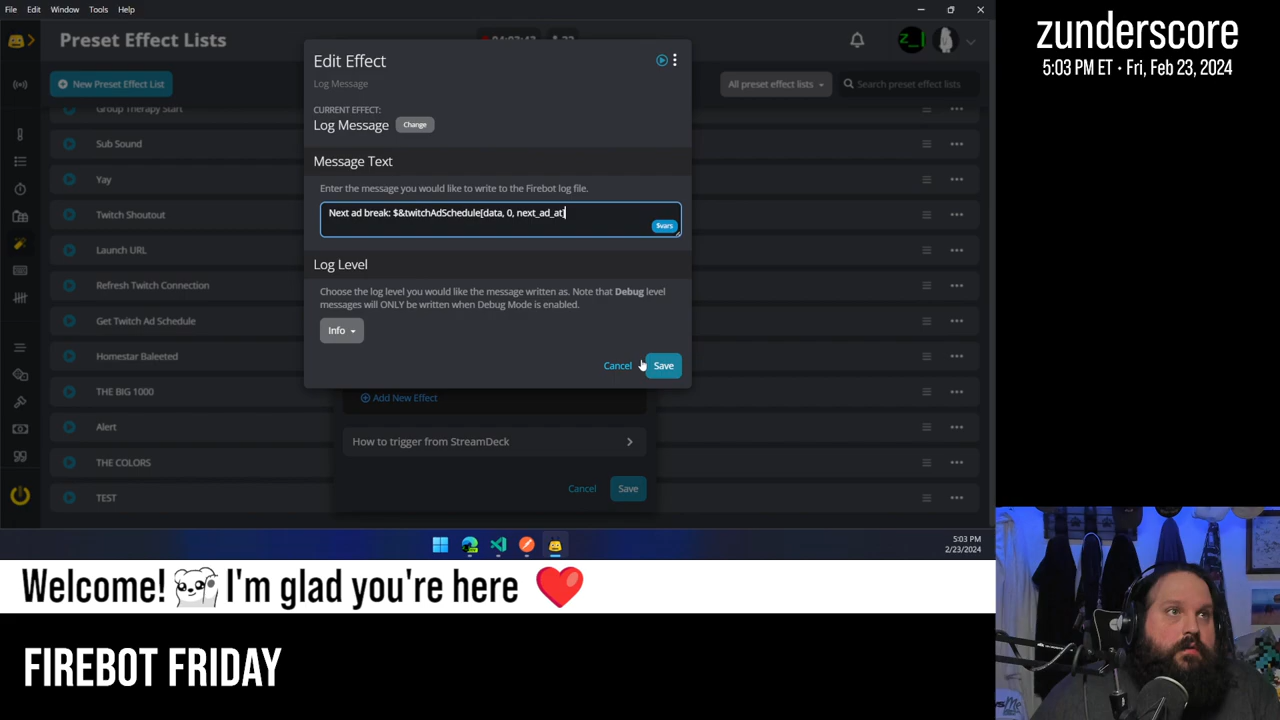 File Edit Window Tools Help
Preset Effect Lists
New Preset Effect List
All preset effect lists
Search preset effect lists
Group Therapy Start
Sub Sound
Yay
Twitch Shoutout
Launch URL
Refresh Twitch Connection
Get Twitch Ad Schedule
Homestar Baleeted
THE BIG 1000
Alert
THE COLORS
TEST
Edit Effect
Log Message
CURRENT EFFECT:
Log Message Change
Message Text
Enter the message you would like to write to the Firebot log file.
Next ad break: $&twitchAdSchedule[data, 0, next_ad_at]
$vars
Log Level
Choose the log level you would like the message written as. Note that Debug level
messages will ONLY be written when Debug Mode is enabled.
Info
Cancel Save
Add New Effect
How to trigger from StreamDeck
Cancel Save
5:03 PM
2/23/2024
zunderscore
5:03 PM ET • Fri, Feb 23, 2024
Welcome! I'm glad you're here
FIREBOT FRIDAY